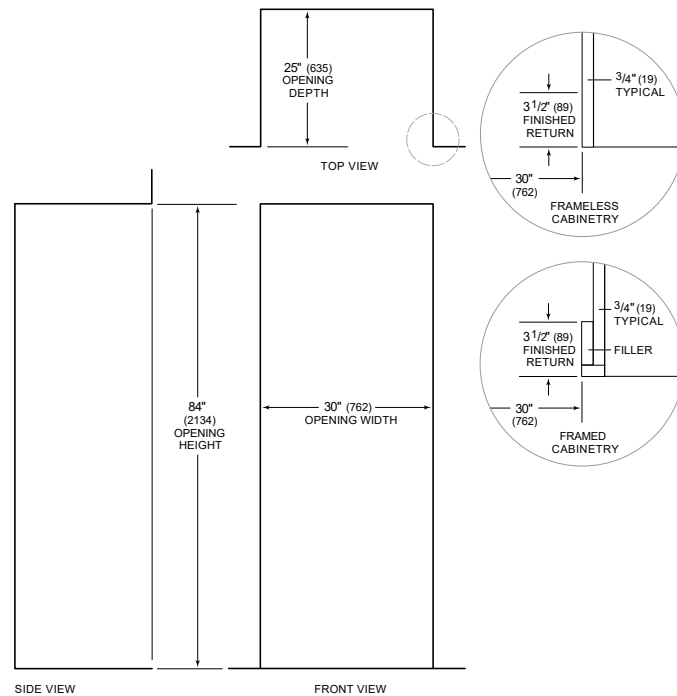 25" (635)
OPENING
DEPTH
TOP VIEW
3 1/2" (89)
FINISHED
RETURN
3/4" (19)
TYPICAL
30"
(762)
FRAMELESS
CABINETRY
3 1/2" (89)
FINISHED
RETURN
3/4" (19)
TYPICAL
FILLER
30"
(762)
FRAMED
CABINETRY
84"
(2134)
OPENING
HEIGHT
30" (762)
OPENING WIDTH
SIDE VIEW
FRONT VIEW